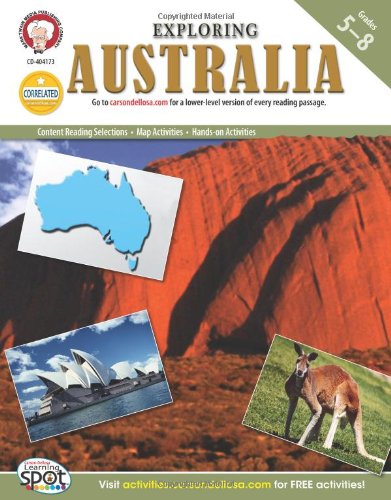 Copyrighted Material
EXPLORING
AUSTRALIA
Grades
5–8
CD-404173
CORRELATED
Go to carsondellosa.com for a lower-level version of every reading passage.
Content Reading Selections • Map Activities • Hands-on Activities
Learning
Spot
Visit activities.carsondellosa.com for FREE activities!
Copyrighted Material